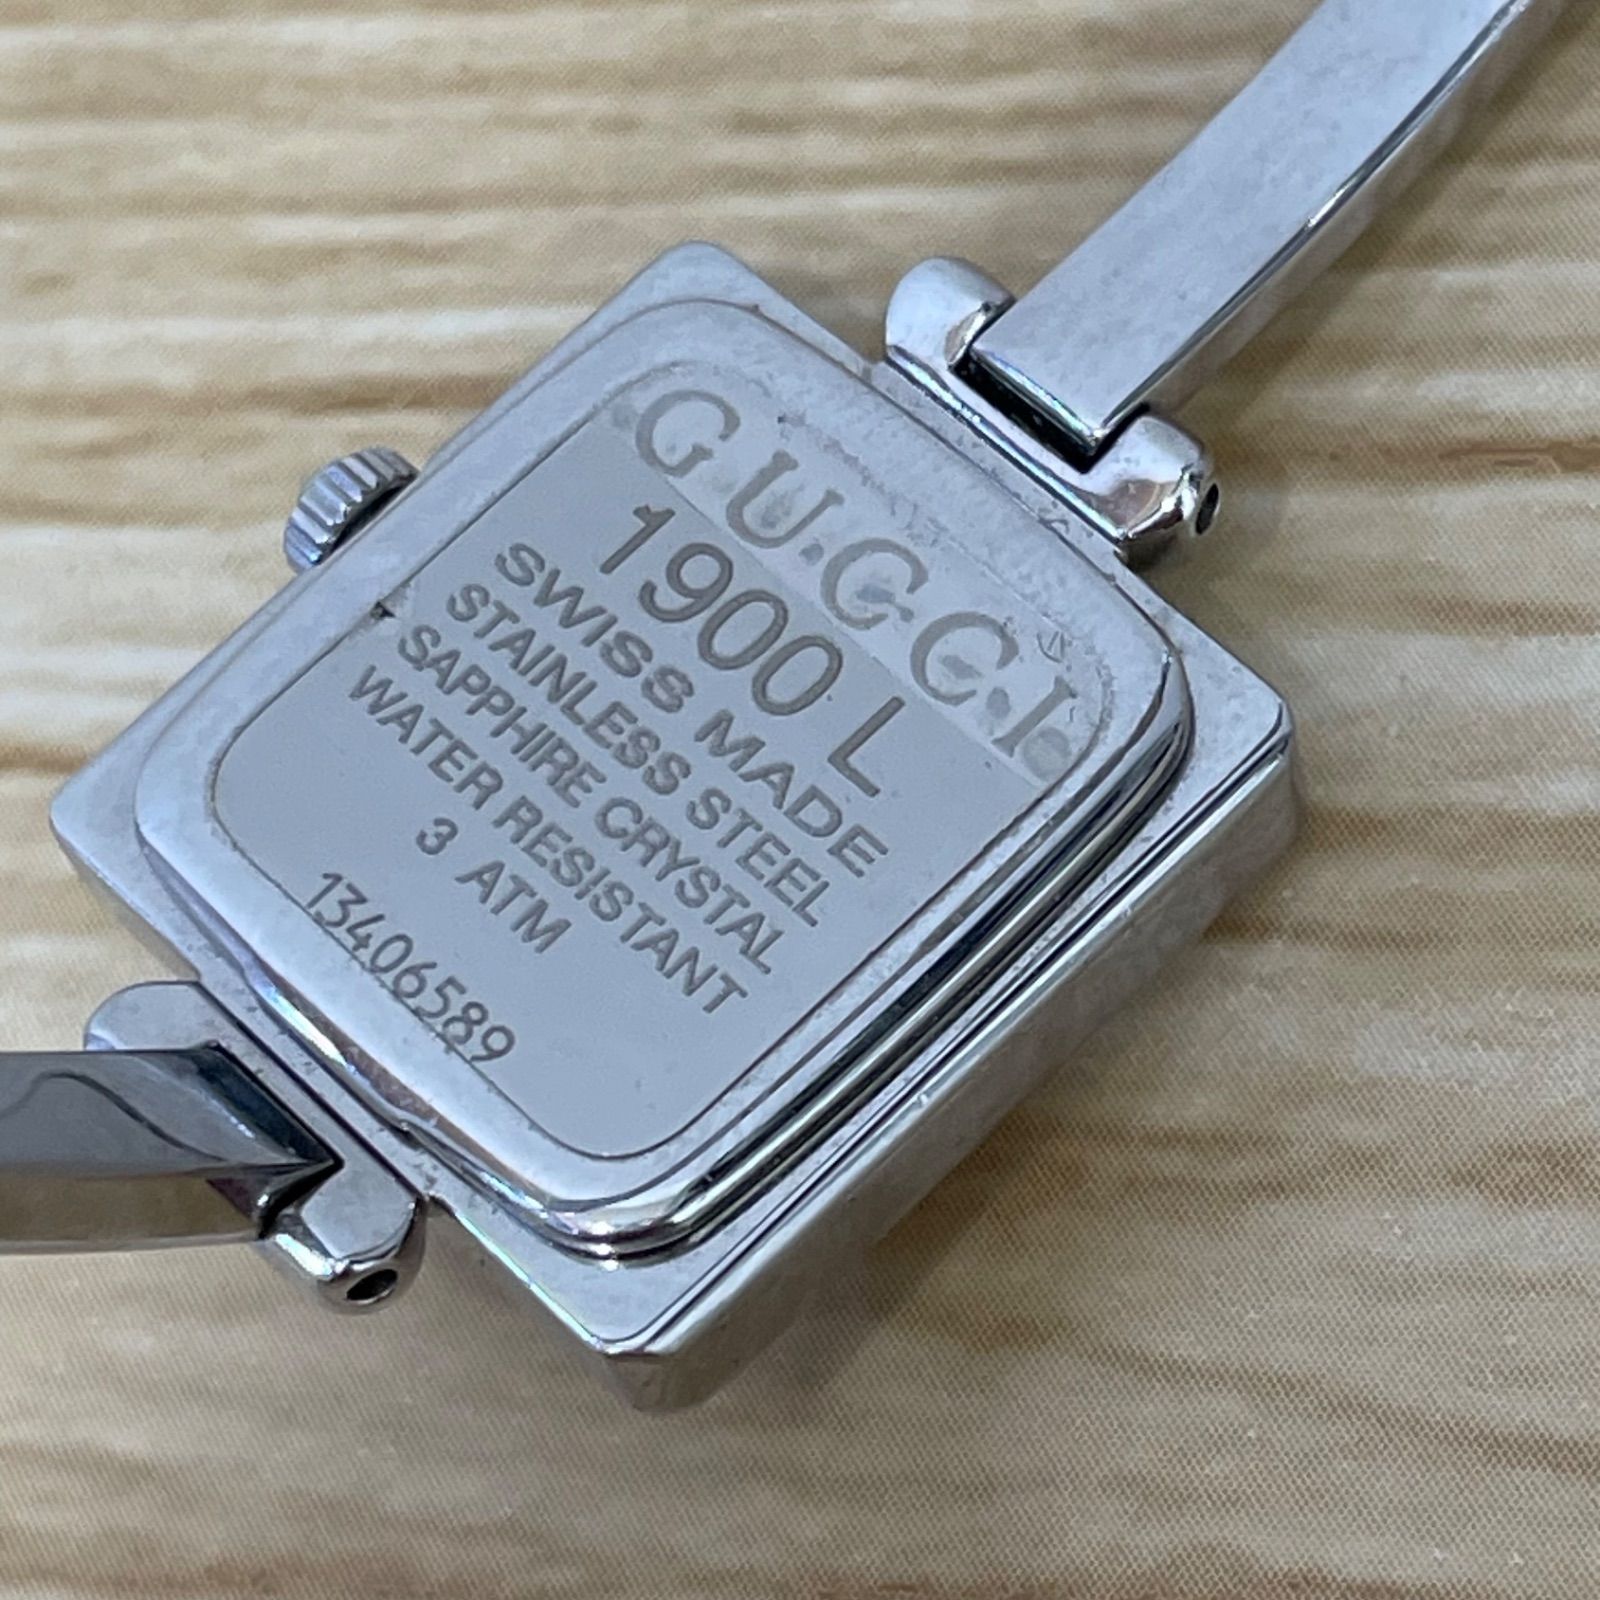 GUCCI
1900 L
SWISS MADE
STAINLESS STEEL
SAPPHIRE CRYSTAL
WATER RESISTANT
3 ATM
13406589